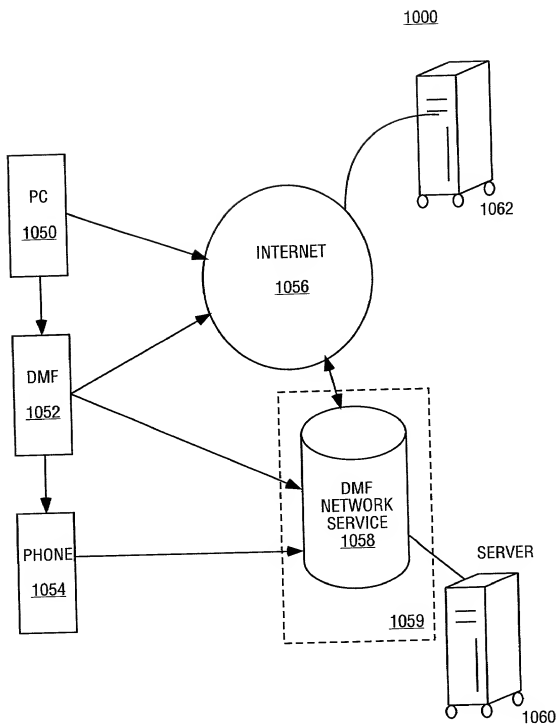 1000
1062
PC
1050
INTERNET
1056
DMF
1052
DMF
NETWORK
SERVICE
1058
PHONE
1054
SERVER
1059
1060